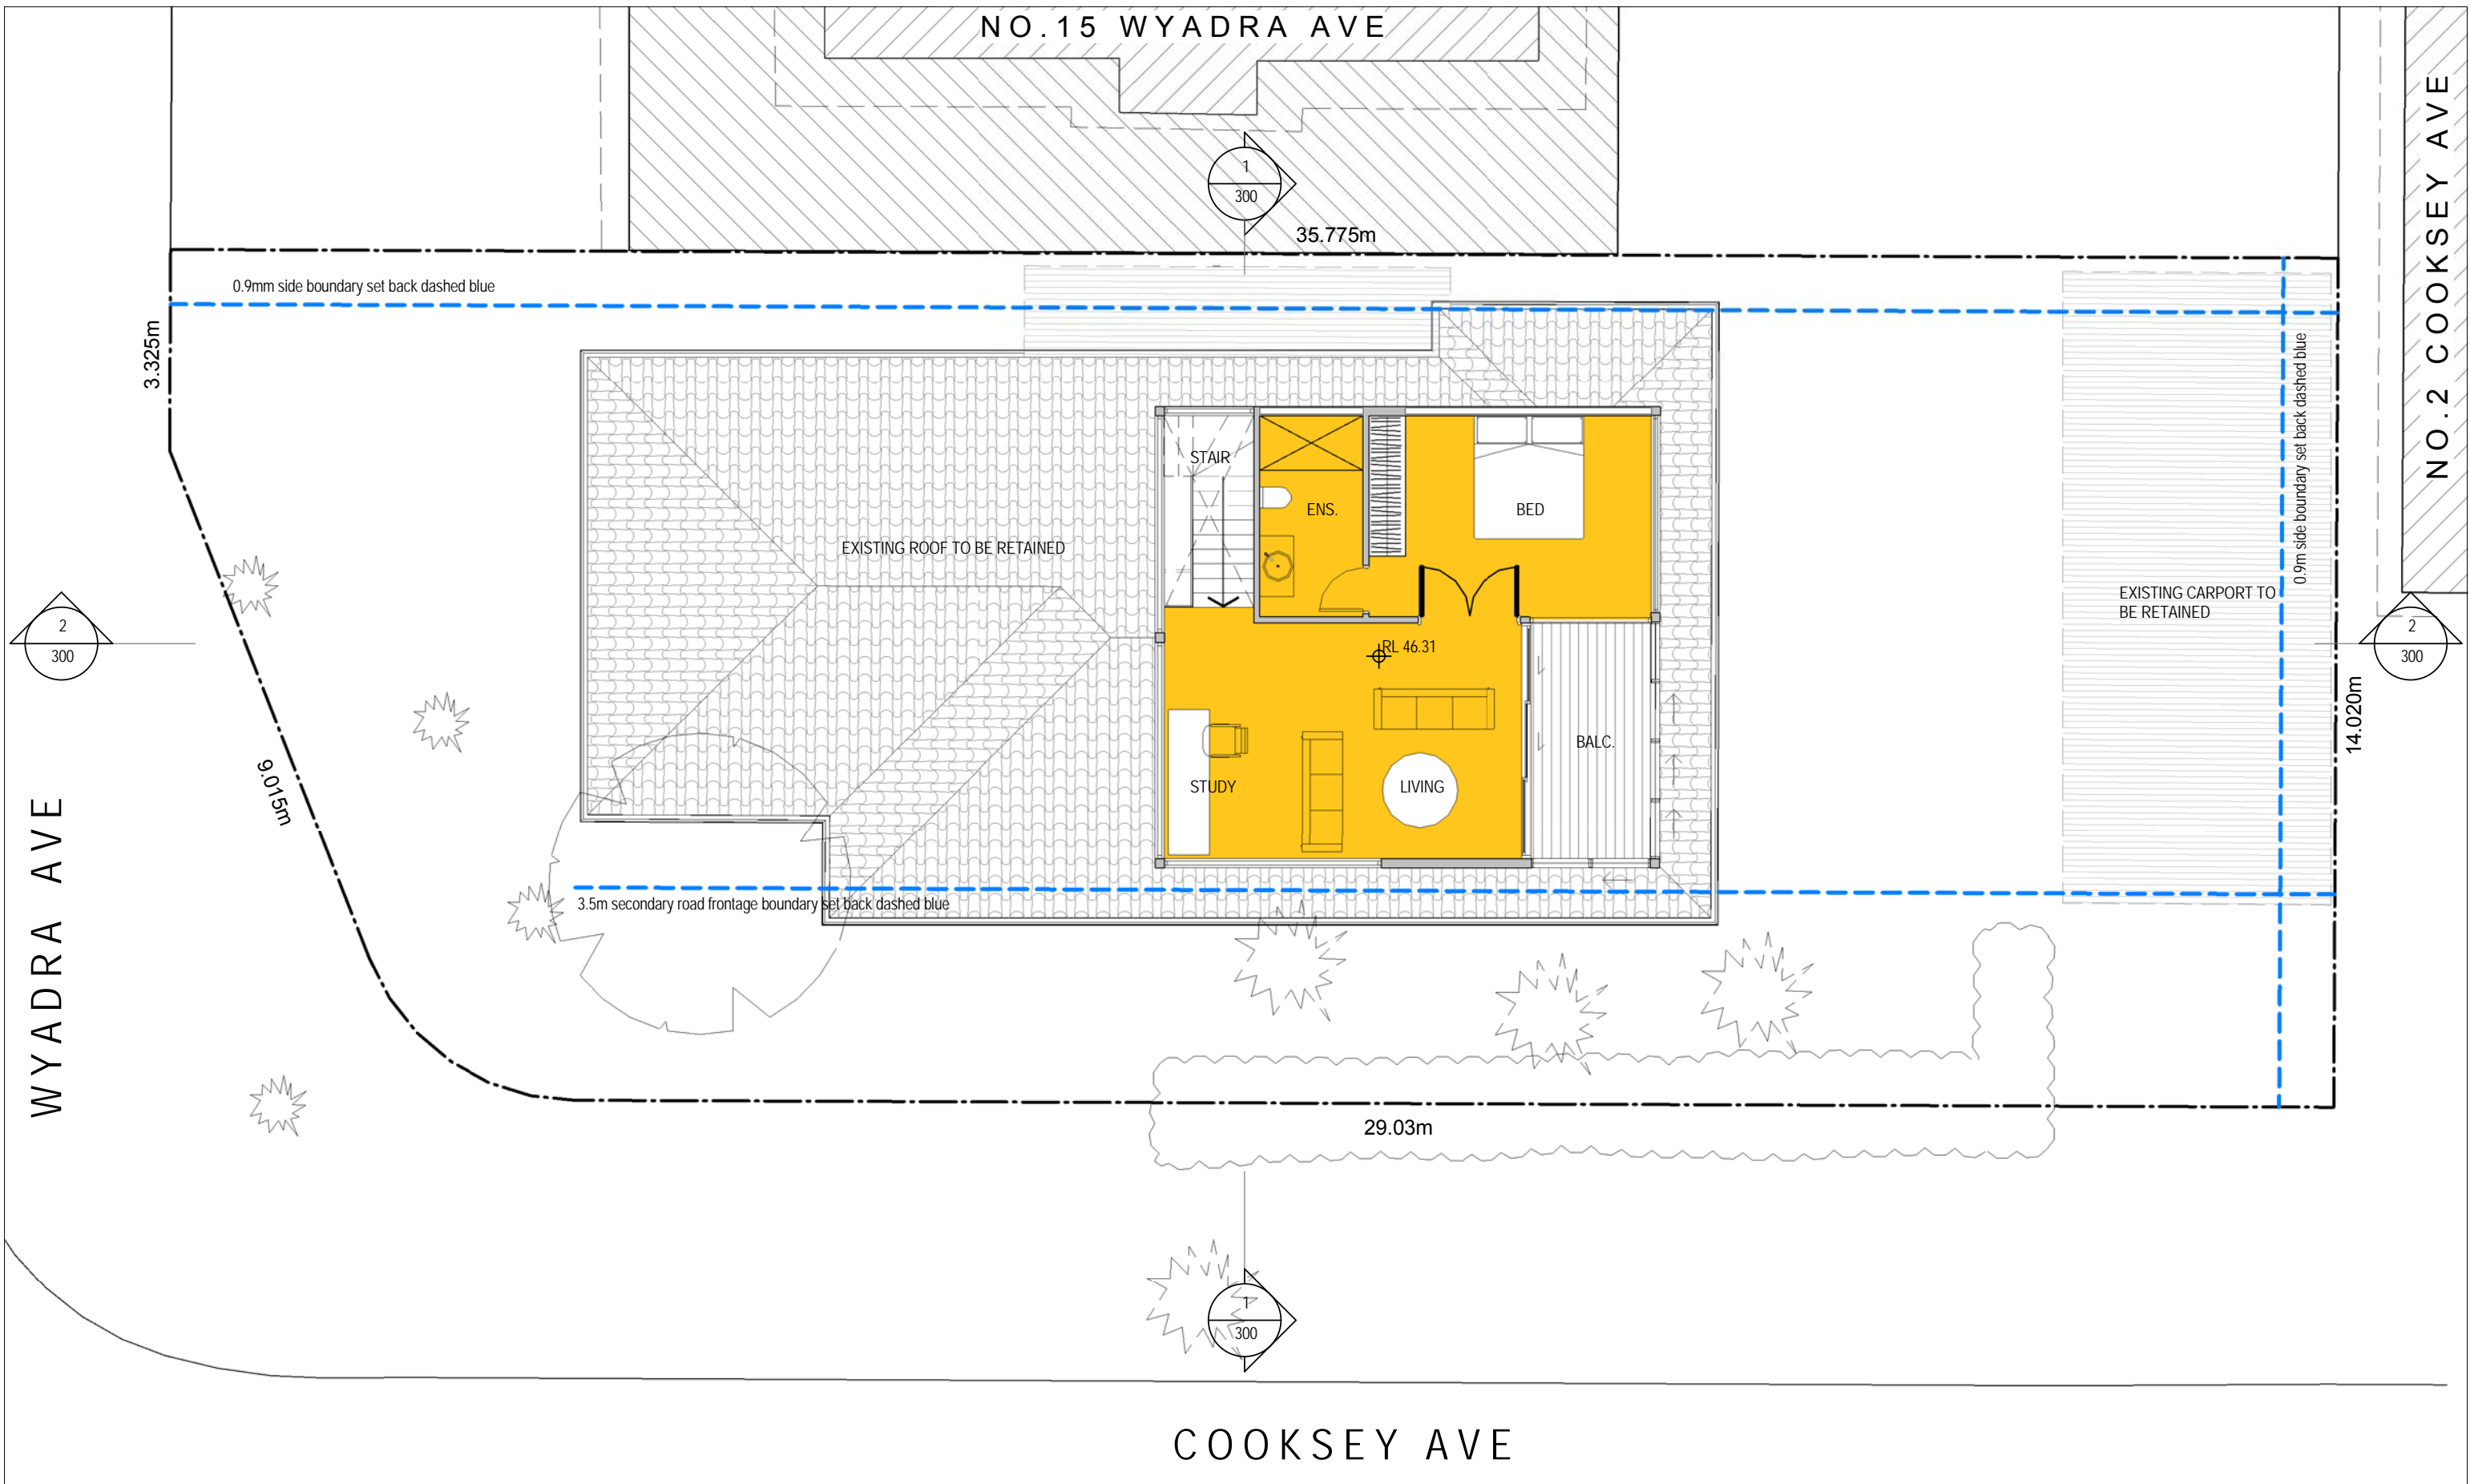 NO.15 WYADRA AVE
1
300
35.775m
0.9mm side boundary set back dashed blue
3.325m
NO.2 COOKSEY AVE
0.9m side boundary set back dashed blue
STAIR
ENS.
BED
EXISTING ROOF TO BE RETAINED
EXISTING CARPORT TO
BE RETAINED
2
300
RL 46.31
2
300
14.020m
9.015m
STUDY
LIVING
BALC.
WYADRA AVE
3.5m secondary road frontage boundary set back dashed blue
29.03m
1
300
COOKSEY AVE